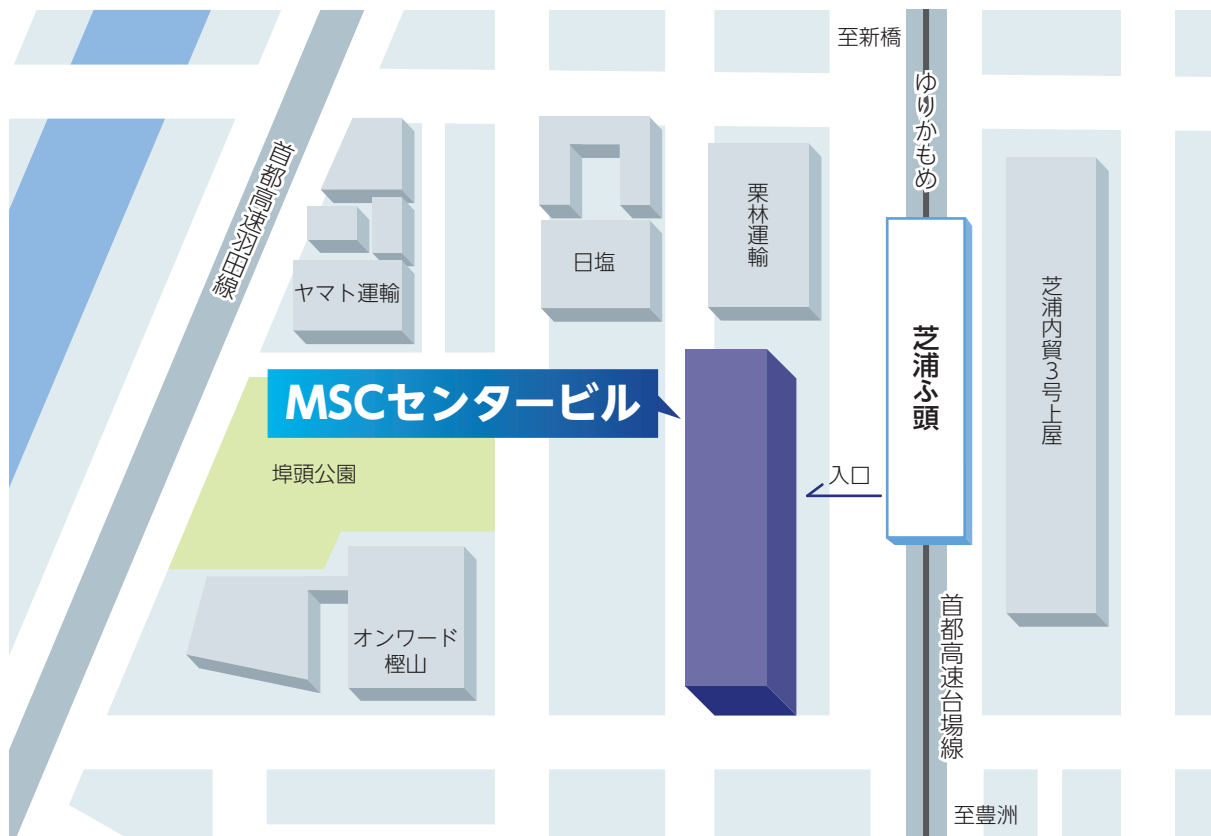 至新橋
ゆりかもめ
首都高速羽田線
栗林運輸
日塩
ヤマト運輸
芝浦内貿3号上屋
芝浦ふ頭
MSCセンタービル
埠頭公園
入口
オンワード
樫山
首都高速台場線
至豊洲